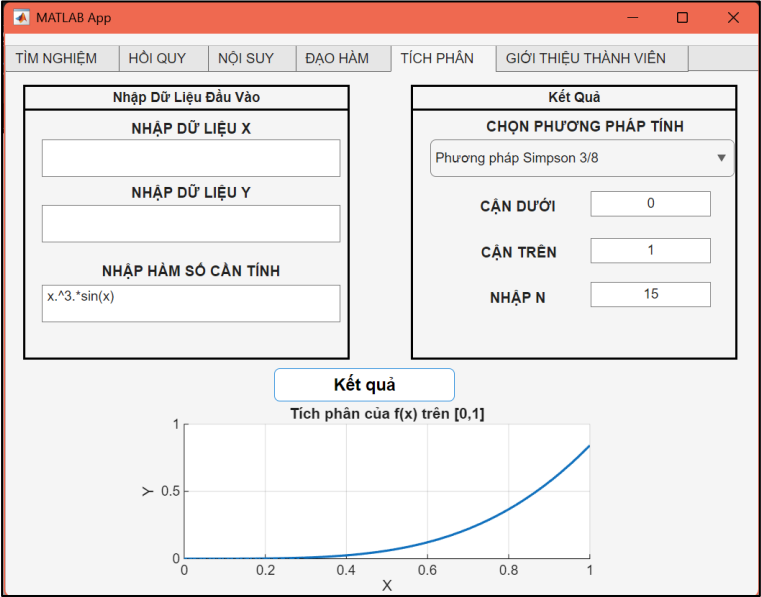 MATLAB App
TÌM NGHIỆM
HỒI QUY
NỘI SUY
ĐẠO HÀM
TÍCH PHÂN
GIỚI THIỆU THÀNH VIÊN
Nhập Dữ Liệu Đầu Vào
NHẬP DỮ LIỆU X
NHẬP DỮ LIỆU Y
NHẬP HÀM SỐ CẦN TÍNH
x.^3.*sin(x)
Kết Quả
CHỌN PHƯƠNG PHÁP TÍNH
Phương pháp Simpson 3/8
CẬN DƯỚI 0
CẬN TRÊN 1
NHẬP N 15
Kết quả
Tích phân của f(x) trên [0,1]
1
0.5
0
Y
0 0.2 0.4 0.6 0.8 1
X